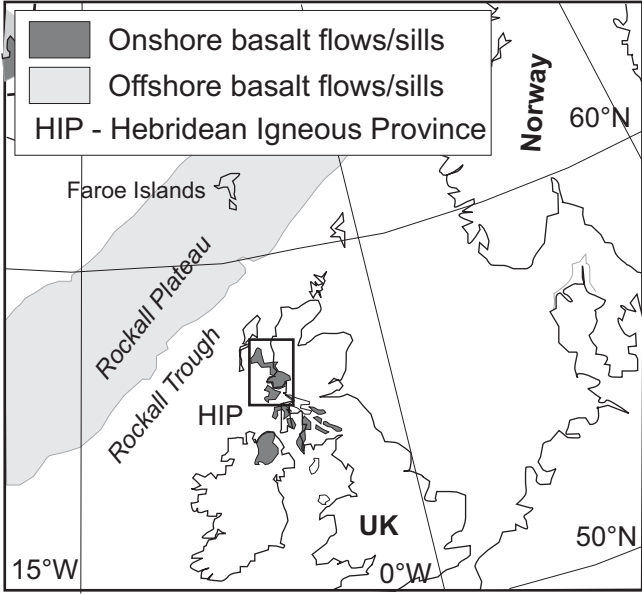 Onshore basalt flows/sills
Offshore basalt flows/sills
HIP - Hebridean Igneous Province
Norway
60°N
Faroe Islands
Rockall Plateau
Rockall Trough
HIP
UK
50°N
15°W
0°W